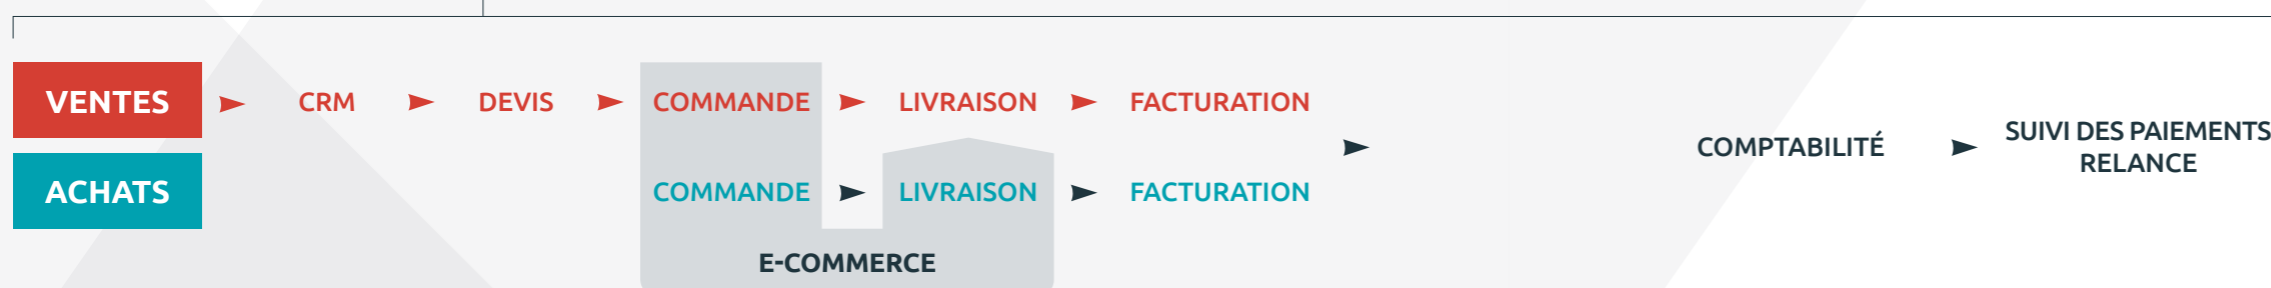 VENTES CRM DEVIS COMMANDE LIVRAISON FACTURATION
COMPTABILITÉ SUIVI DES PAIEMENTS
RELANCE
ACHATS COMMANDE LIVRAISON FACTURATION
E-COMMERCE